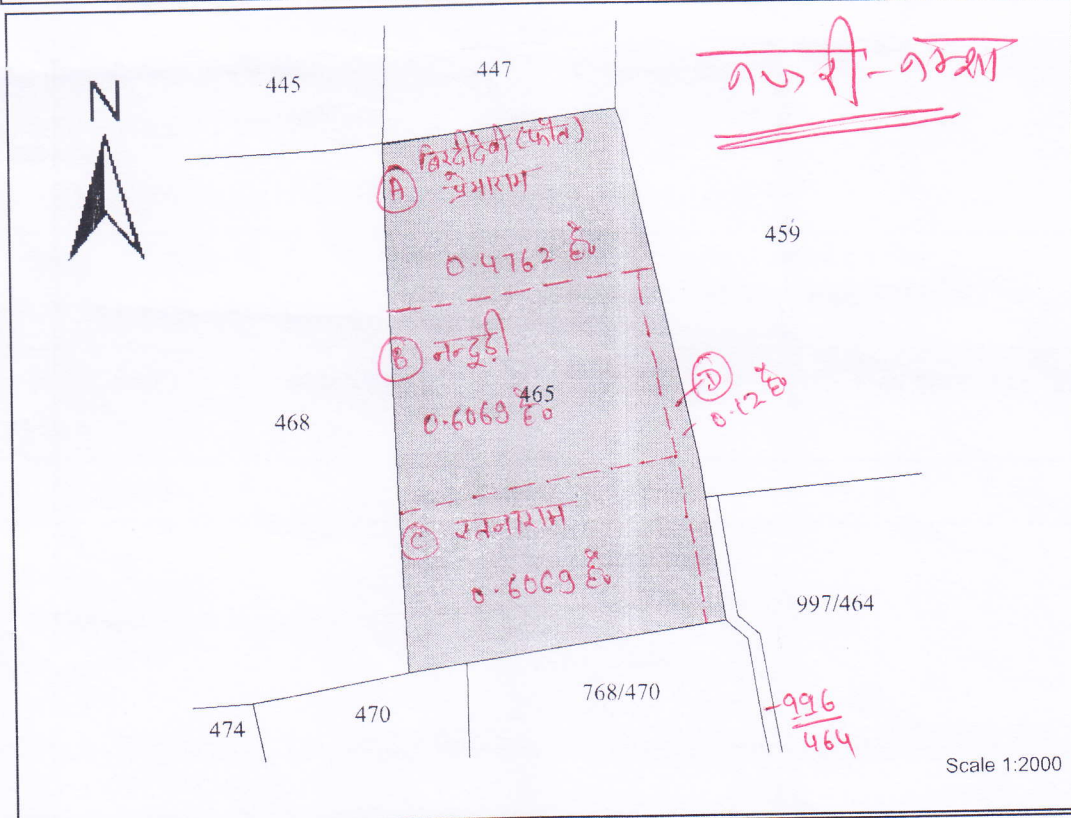 नजरी-नक्शा
N
445
447
459
A बिरदीदेवी (फौत)
प्रेमाराम
0.4762 है०
B नन्दूड़ी
465
0.6069 है०
D
0.12 है०
468
C रतनाराम
0.6069 है०
997/464
768/470
470
474
996
464
Scale 1:2000